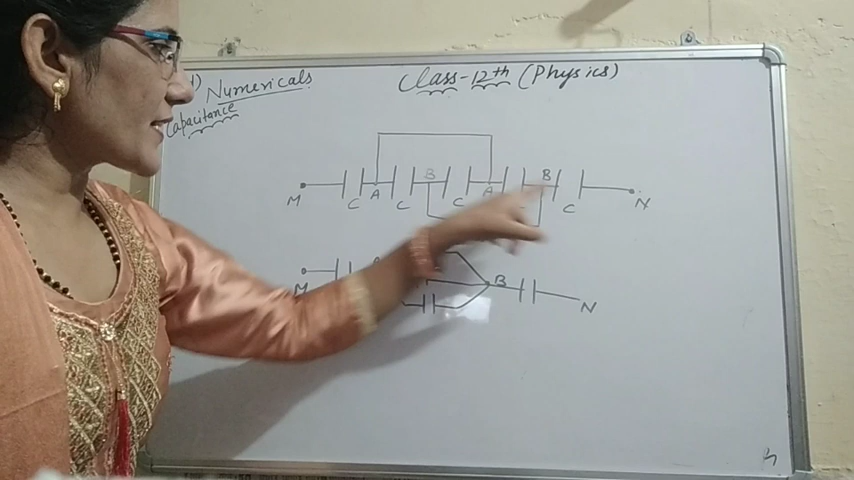 Numericals
Class-12th (Physics)
Capacitance
B B
M C A C C A C N
M B N